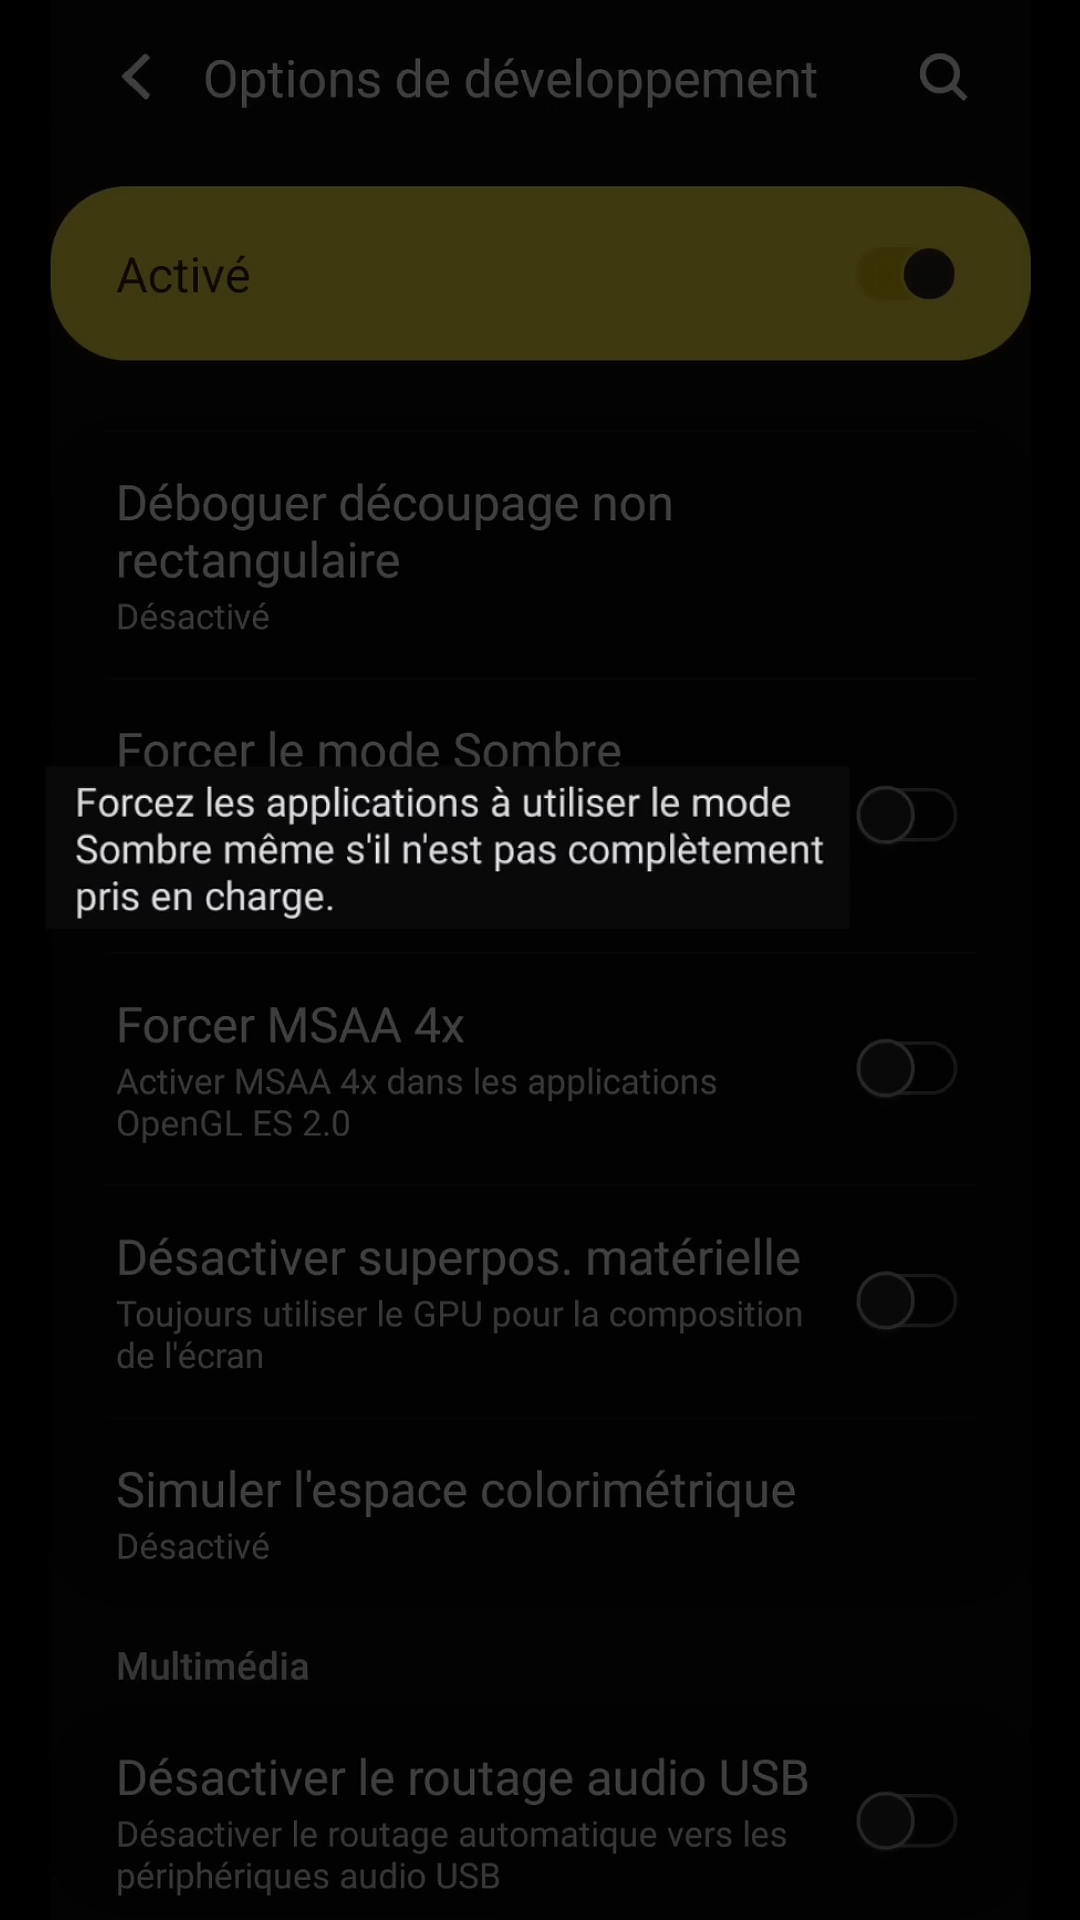 Options de développement
Activé
Déboguer découpage non
rectangulaire
Désactivé
Forcer le mode Sombre
Forcez les applications à utiliser le mode
Sombre même s'il n'est pas complètement
pris en charge.
Forcer MSAA 4x
Activer MSAA 4x dans les applications
OpenGL ES 2.0
Désactiver superpos. matérielle
Toujours utiliser le GPU pour la composition
de l'écran
Simuler l'espace colorimétrique
Désactivé
Multimédia
Désactiver le routage audio USB
Désactiver le routage automatique vers les
périphériques audio USB